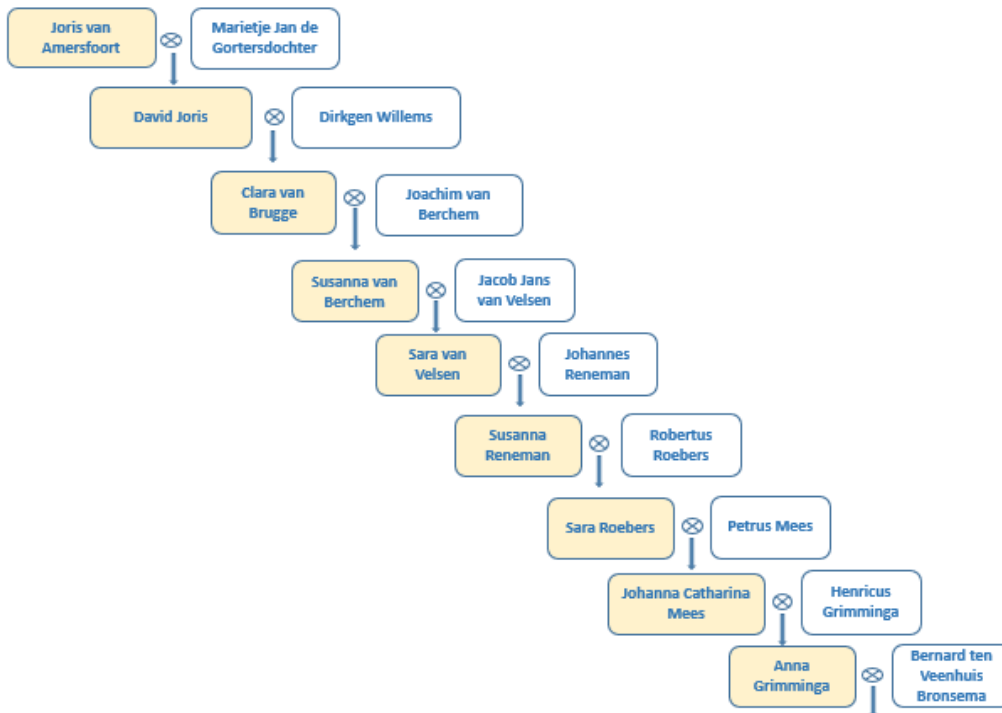 Joris van
Amersfoort
Marietje Jan de
Gortersdochter
David Joris
Dirkgen Willems
Clara van
Brugge
Joachim van
Berchem
Susanna van
Berchem
Jacob Jans
van Velsen
Sara van
Velsen
Johannes
Reneman
Susanna
Reneman
Robertus
Roebers
Sara Roebers
Petrus Mees
Johanna Catharina
Mees
Henricus
Grimminga
Anna
Grimminga
Bernard ten
Veenhuis
Bronsema